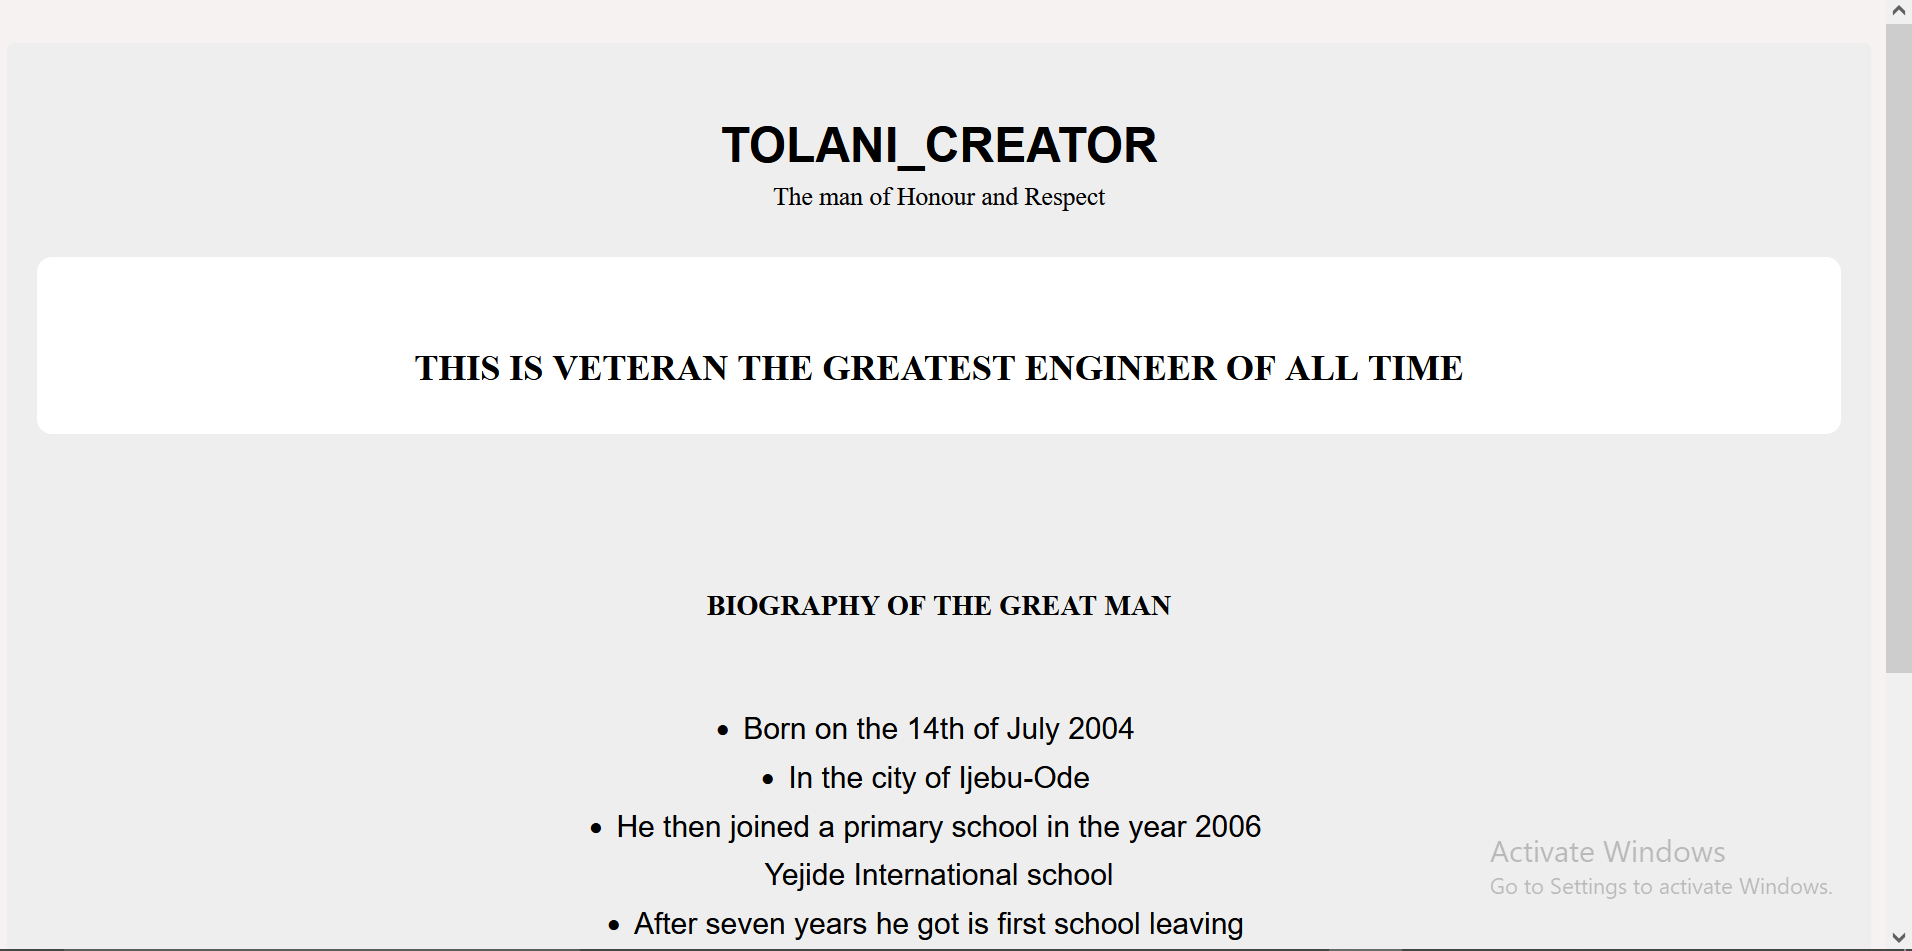 TOLANI_CREATOR
The man of Honour and Respect
THIS IS VETERAN THE GREATEST ENGINEER OF ALL TIME
BIOGRAPHY OF THE GREAT MAN
• Born on the 14th of July 2004
• In the city of Ijebu-Ode
• He then joined a primary school in the year 2006
Yejide International school
• After seven years he got is first school leaving
Activate Windows
Go to Settings to activate Windows.